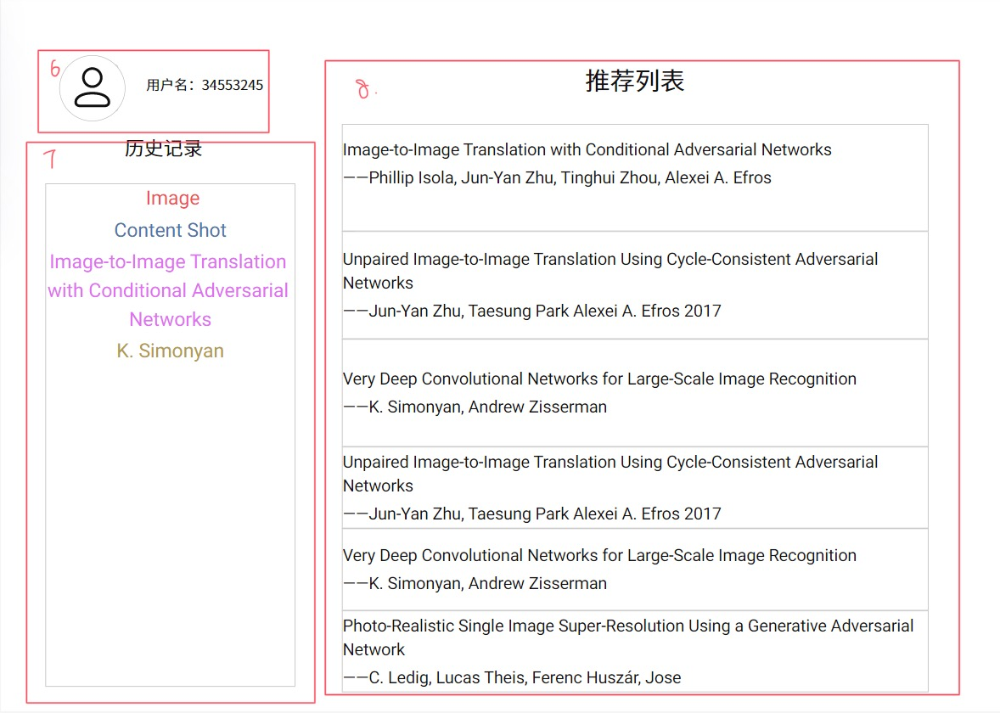 6
用户名：34553245
7
历史记录
Image
Content Shot
Image-to-Image Translation
with Conditional Adversarial
Networks
K. Simonyan
8.
推荐列表
Image-to-Image Translation with Conditional Adversarial Networks
——Phillip Isola, Jun-Yan Zhu, Tinghui Zhou, Alexei A. Efros
Unpaired Image-to-Image Translation Using Cycle-Consistent Adversarial
Networks
——Jun-Yan Zhu, Taesung Park Alexei A. Efros 2017
Very Deep Convolutional Networks for Large-Scale Image Recognition
——K. Simonyan, Andrew Zisserman
Unpaired Image-to-Image Translation Using Cycle-Consistent Adversarial
Networks
——Jun-Yan Zhu, Taesung Park Alexei A. Efros 2017
Very Deep Convolutional Networks for Large-Scale Image Recognition
——K. Simonyan, Andrew Zisserman
Photo-Realistic Single Image Super-Resolution Using a Generative Adversarial
Network
——C. Ledig, Lucas Theis, Ferenc Huszár, Jose